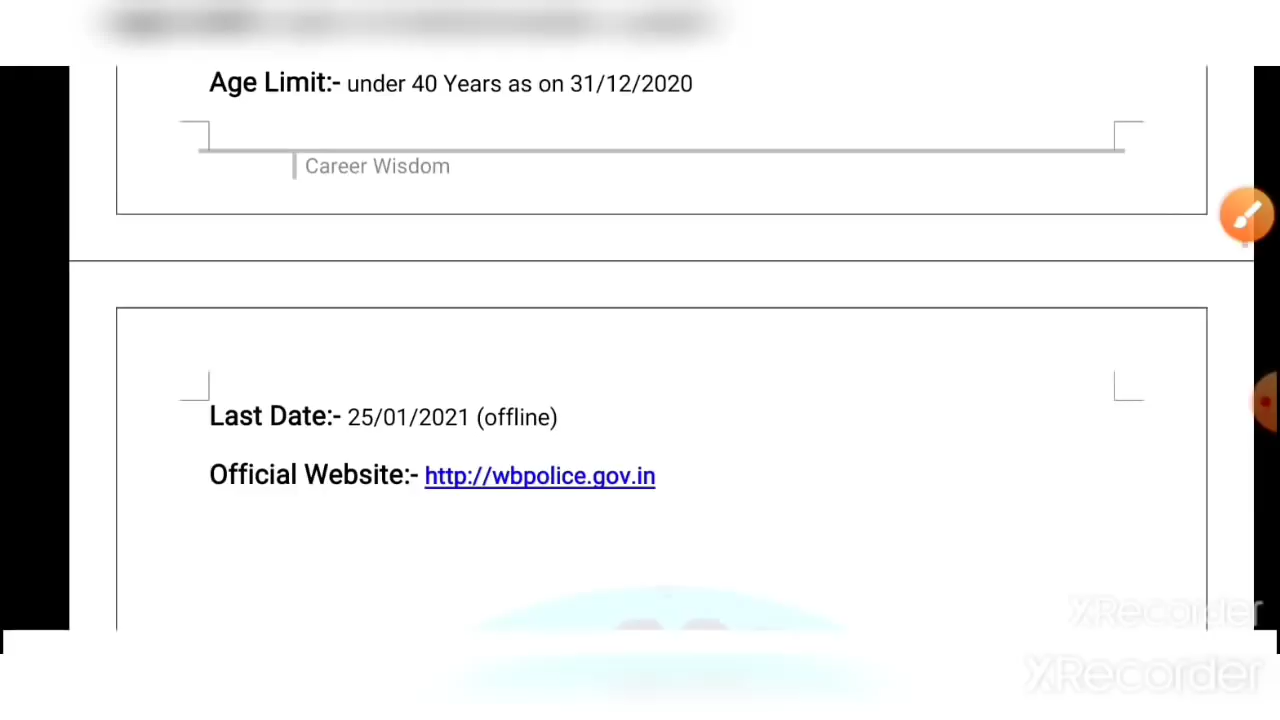 Age Limit:- under 40 Years as on 31/12/2020
Career Wisdom
Last Date:- 25/01/2021 (offline)
Official Website:- http://wbpolice.gov.in
XRecorder
XRecorder